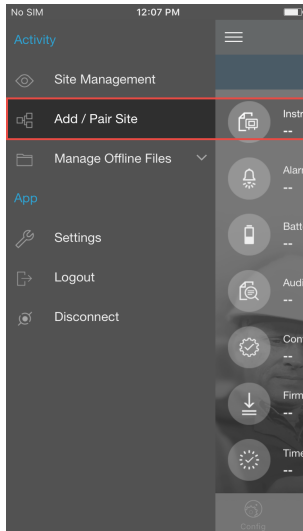 No SIM 12:07 PM
Activity
Site Management
Add / Pair Site
Manage Offline Files
App
Settings
Logout
Disconnect
Instr
--
Alar
--
Batt
--
Audi
--
Con
--
Firm
--
Time
--
Config